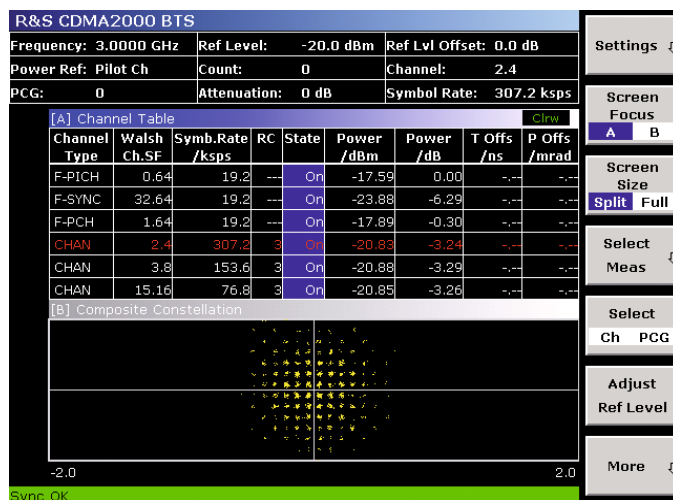 R&S CDMA2000 BTS
Frequency: 3.0000 GHz Ref Level: -20.0 dBm Ref Lvl Offset: 0.0 dB
Power Ref: Pilot Ch Count: 0 Channel: 2.4
PCG: 0 Attenuation: 0 dB Symbol Rate: 307.2 ksps
[A] Channel Table Clrw
Channel Type Walsh Ch.SF Symb.Rate /ksps RC State Power /dBm Power /dB T Offs /ns P Offs /mrad
F-PICH 0.64 19.2 --- On -17.59 0.00 -.-- -.--
F-SYNC 32.64 19.2 --- On -23.88 -6.29 -.-- -.--
F-PCH 1.64 19.2 --- On -17.89 -0.30 -.-- -.--
CHAN 2.4 307.2 3 On -20.83 -3.24 -.-- -.--
CHAN 3.8 153.6 3 On -20.88 -3.29 -.-- -.--
CHAN 15.16 76.8 3 On -20.85 -3.26 -.-- -.--
[B] Composite Constellation
-2.0 2.0
Sync OK
Settings
Screen
Focus
A B
Screen
Size
Split Full
Select
Meas
Select
Ch PCG
Adjust
Ref Level
More